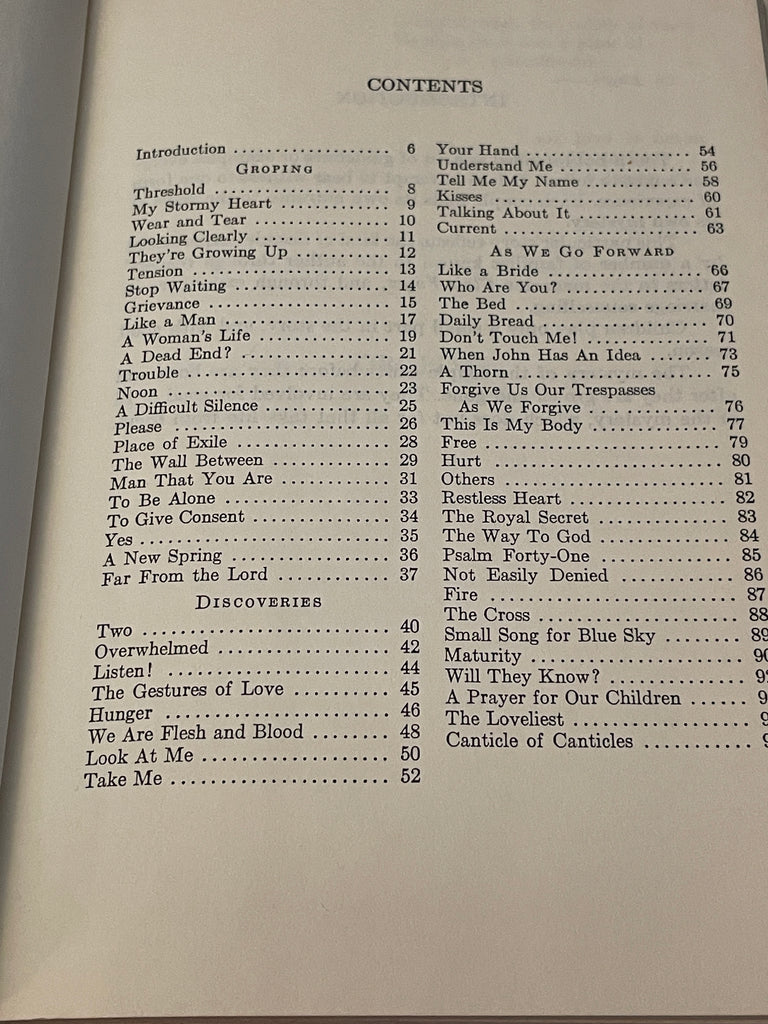 CONTENTS
Introduction ................... 6
GROPING
Threshold ..................... 8
My Stormy Heart ............. 9
Wear and Tear ................ 10
Looking Clearly ................ 11
They're Growing Up ........... 12
Tension ....................... 13
Stop Waiting .................. 14
Grievance ..................... 15
Like a Man .................... 17
A Woman's Life ................ 19
A Dead End? ................... 21
Trouble ........................ 22
Noon .......................... 23
A Difficult Silence .............. 25
Please ......................... 26
Place of Exile .................. 28
The Wall Between ............. 29
Man That You Are ............ 31
To Be Alone ................... 33
To Give Consent ............... 34
Yes ............................ 35
A New Spring ................. 36
Far From the Lord ............ 37
DISCOVERIES
Two ........................... 40
Overwhelmed .................. 42
Listen! ........................ 44
The Gestures of Love .......... 45
Hunger ........................ 46
We Are Flesh and Blood ........ 48
Look At Me ................... 50
Take Me ....................... 52
Your Hand ..................... 54
Understand Me ................ 56
Tell Me My Name ............. 58
Kisses ......................... 60
Talking About It .............. 61
Current ........................ 63
AS WE GO FORWARD
Like a Bride ................... 66
Who Are You? ................. 67
The Bed ....................... 69
Daily Bread .................... 70
Don't Touch Me! ............... 71
When John Has An Idea ....... 73
A Thorn ....................... 75
Forgive Us Our Trespasses
As We Forgive ............. 76
This Is My Body ............... 77
Free ........................... 79
Hurt .......................... 80
Others ......................... 81
Restless Heart ................. 82
The Royal Secret .............. 83
The Way To God .............. 84
Psalm Forty-One .............. 85
Not Easily Denied ............ 86
Fire ........................... 87
The Cross ..................... 88
Small Song for Blue Sky ........ 89
Maturity .....................
Will They Know? ..............
A Prayer for Our Children ......
The Loveliest ..................
Canticle of Canticles ...........